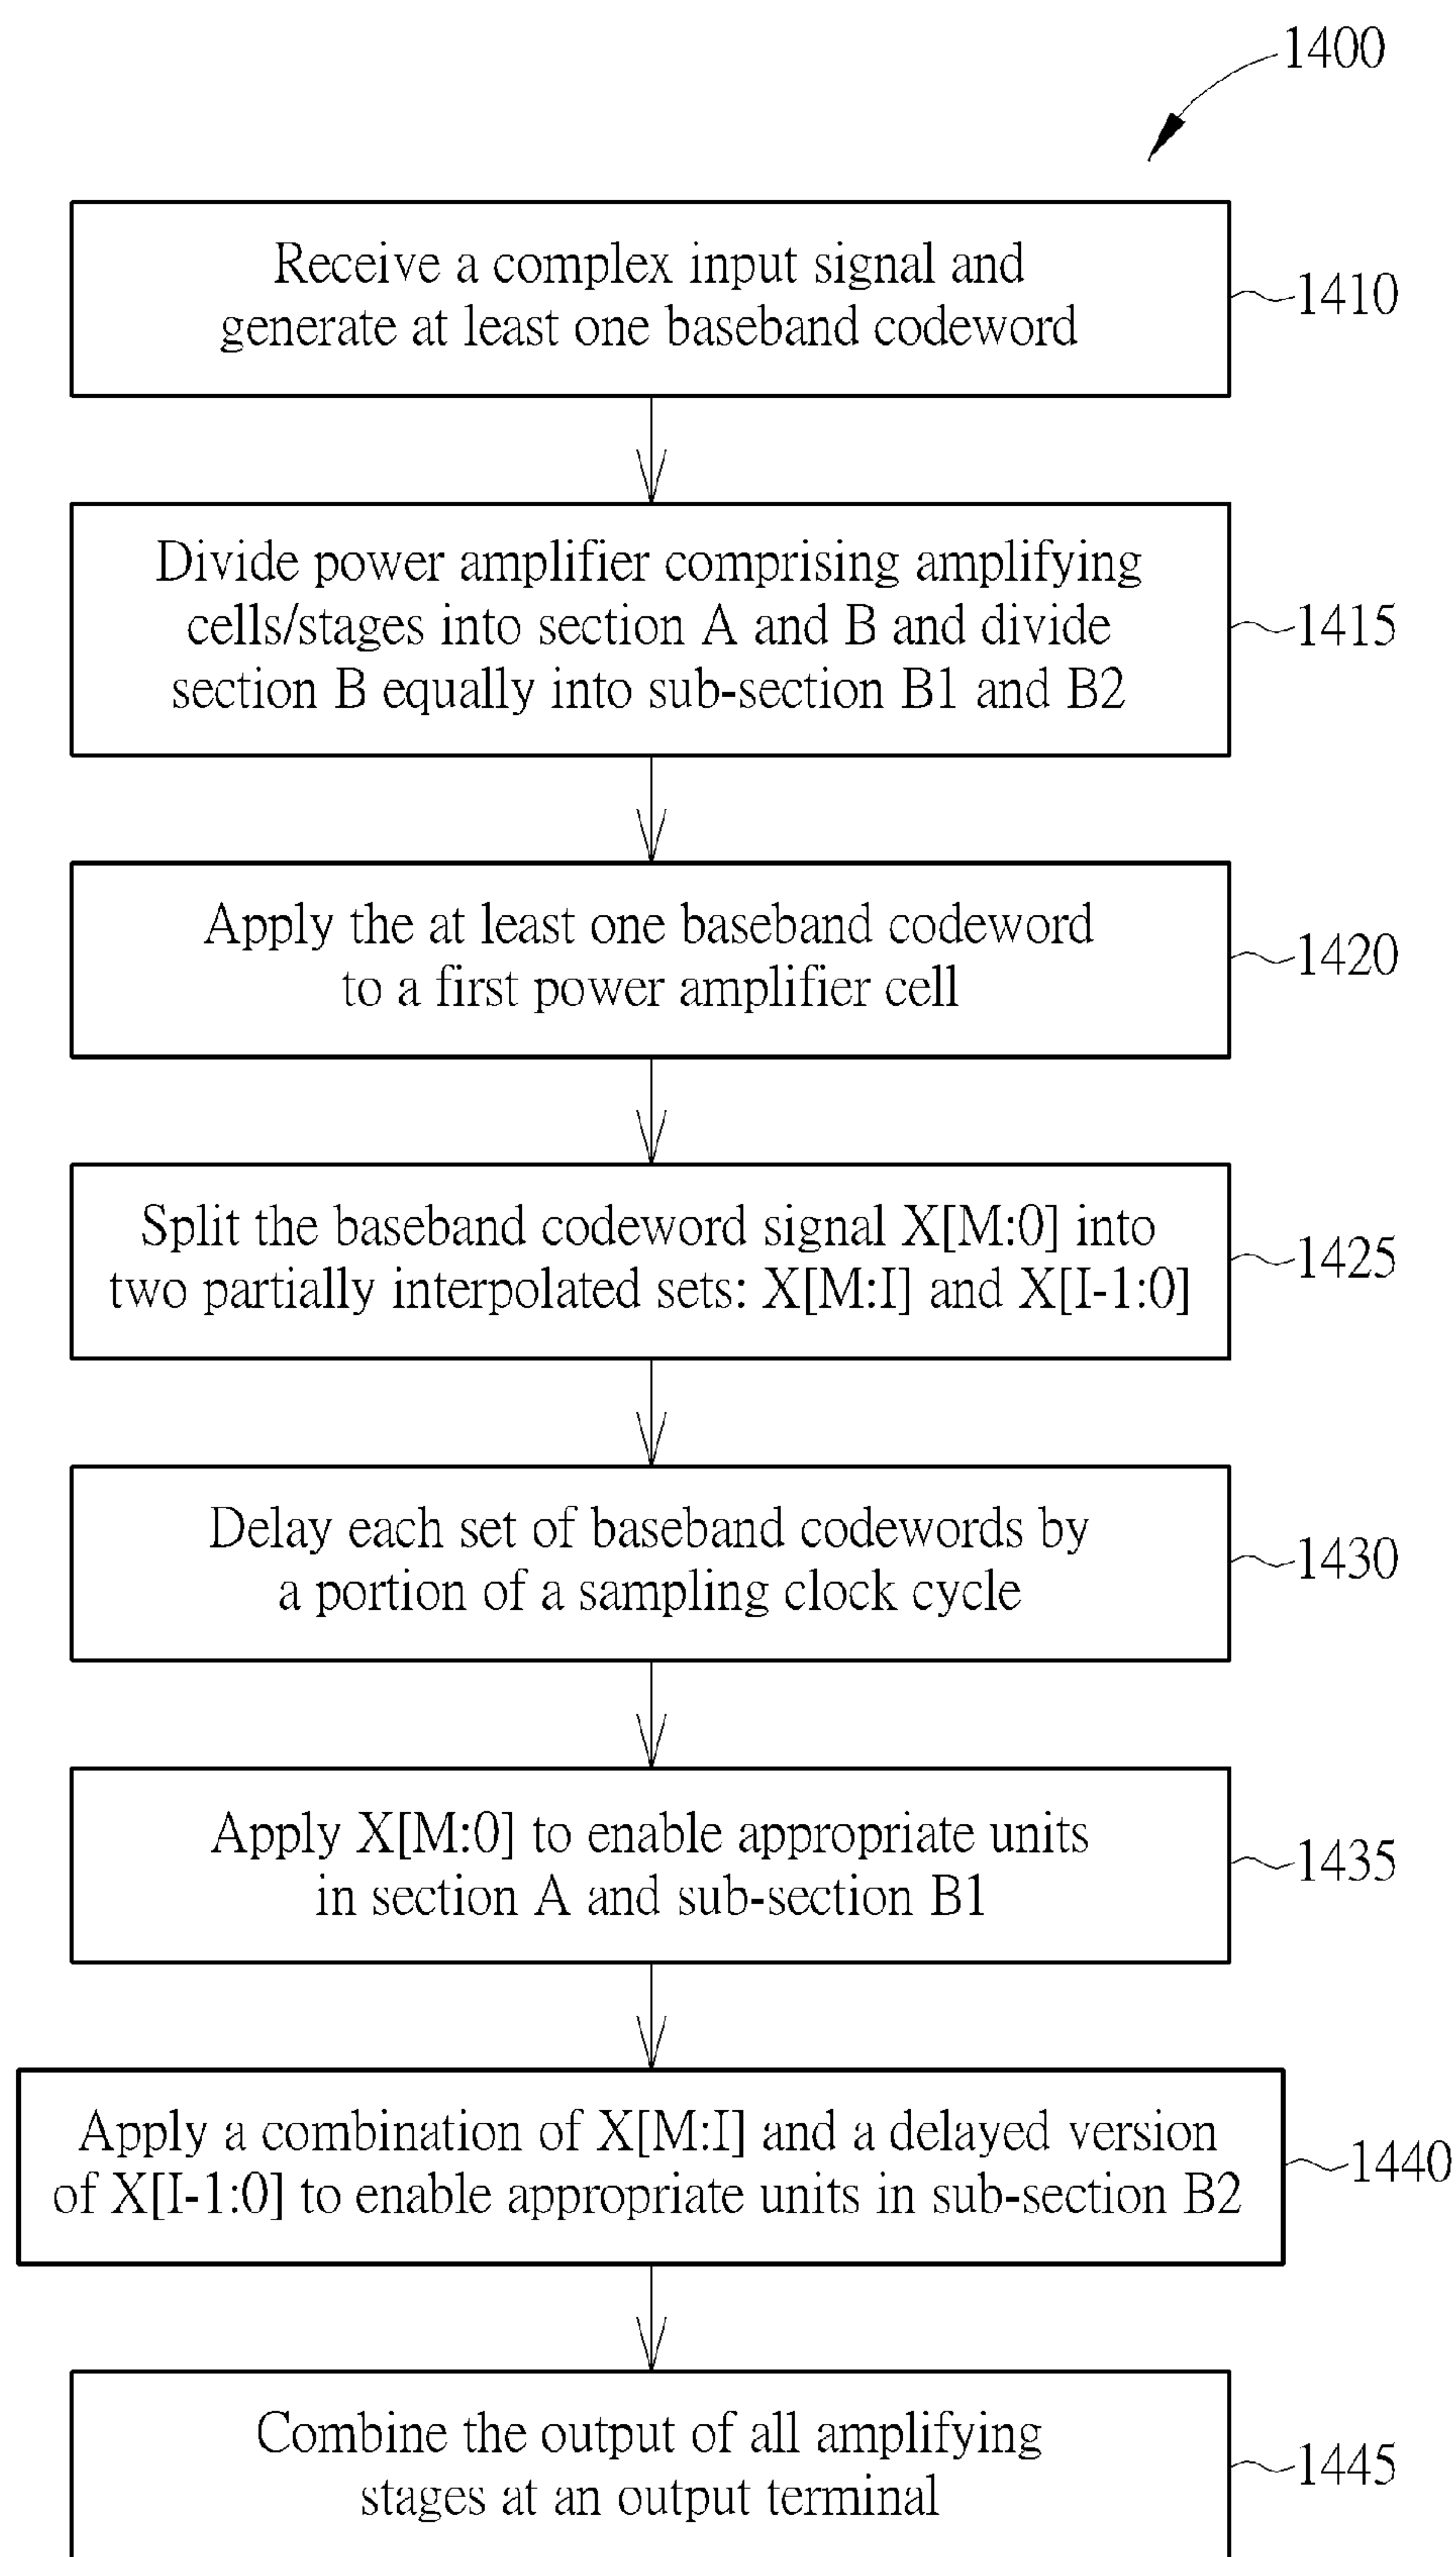 1400
Receive a complex input signal and
generate at least one baseband codeword
1410
Divide power amplifier comprising amplifying
cells/stages into section A and B and divide
section B equally into sub-section B1 and B2
1415
Apply the at least one baseband codeword
to a first power amplifier cell
1420
Split the baseband codeword signal X[M:0] into
two partially interpolated sets: X[M:I] and X[I-1:0]
1425
Delay each set of baseband codewords by
a portion of a sampling clock cycle
1430
Apply X[M:0] to enable appropriate units
in section A and sub-section B1
1435
Apply a combination of X[M:I] and a delayed version
of X[I-1:0] to enable appropriate units in sub-section B2
1440
Combine the output of all amplifying
stages at an output terminal
1445